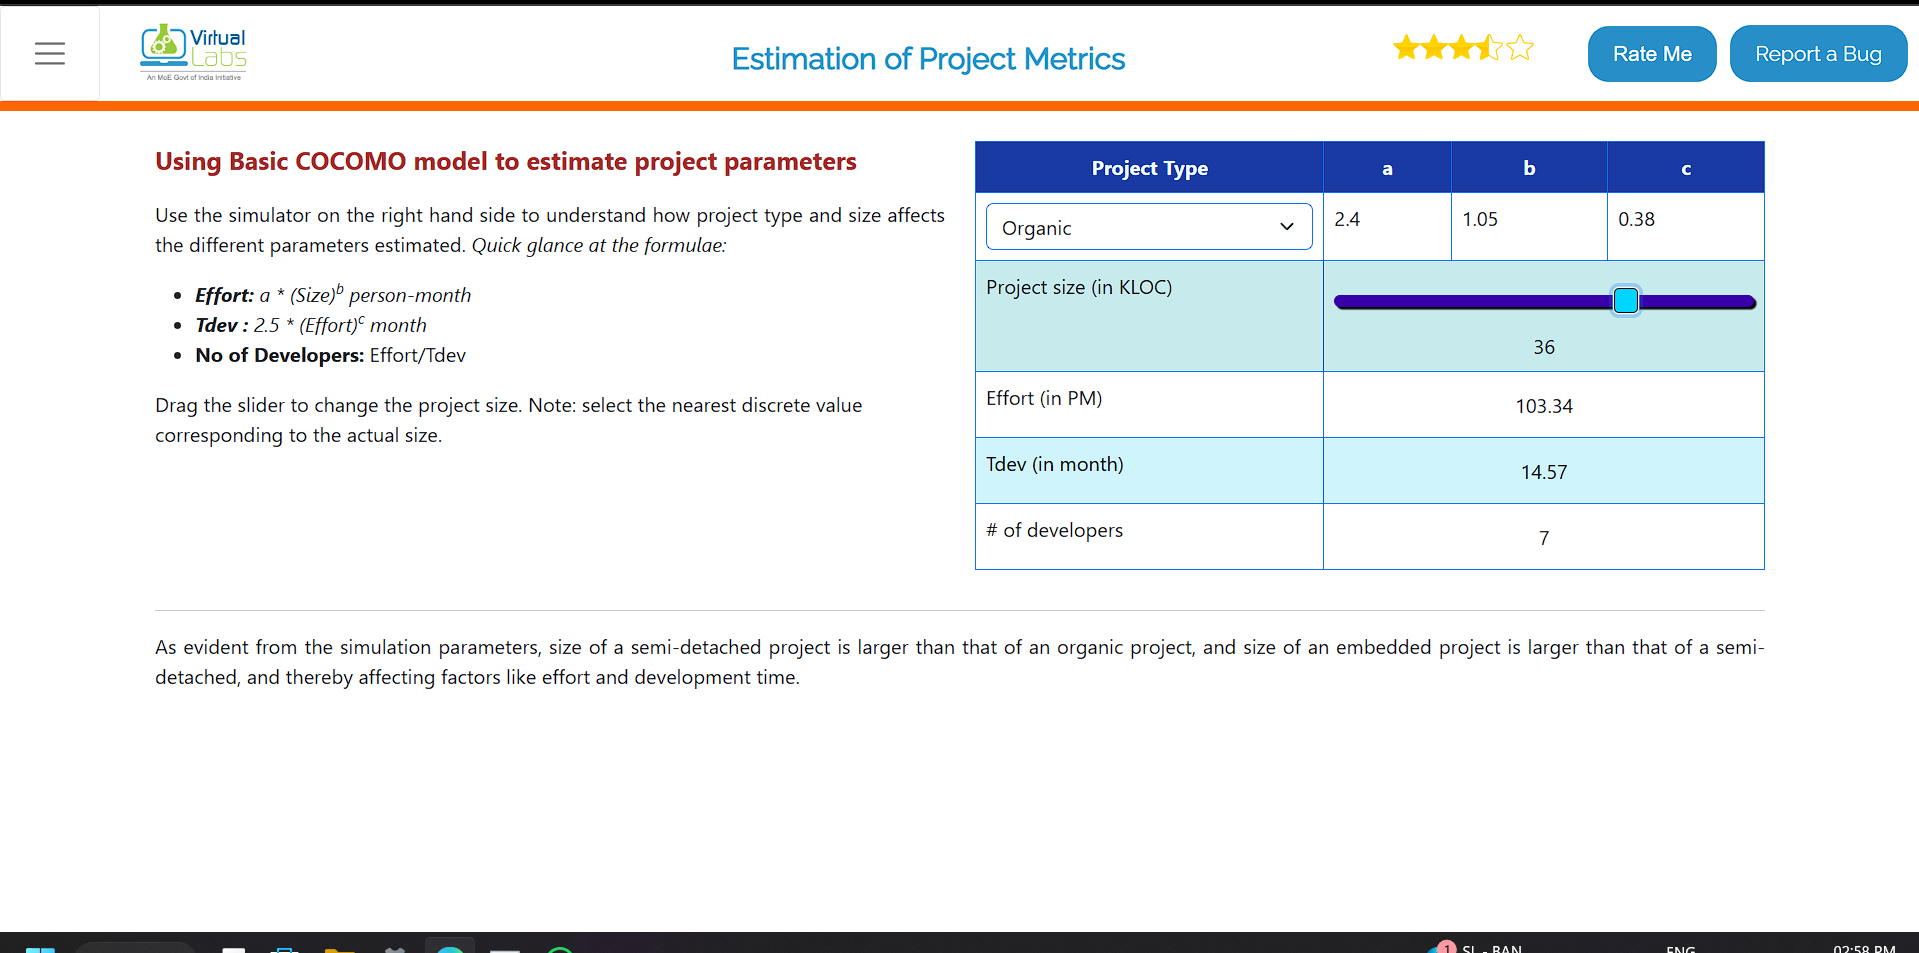 Virtual
Labs
An MoE Govt of India Initiative
Estimation of Project Metrics
Rate Me
Report a Bug
Using Basic COCOMO model to estimate project parameters
Use the simulator on the right hand side to understand how project type and size affects
the different parameters estimated. Quick glance at the formulae:
Effort: a * (Size)b person-month
Tdev : 2.5 * (Effort)c month
No of Developers: Effort/Tdev
Drag the slider to change the project size. Note: select the nearest discrete value
corresponding to the actual size.
Project Type a b c
Organic 2.4 1.05 0.38
Project size (in KLOC)
36
Effort (in PM) 103.34
Tdev (in month) 14.57
# of developers 7
As evident from the simulation parameters, size of a semi-detached project is larger than that of an organic project, and size of an embedded project is larger than that of a semi-
detached, and thereby affecting factors like effort and development time.
1 SL - BAN ENG 02:58 PM